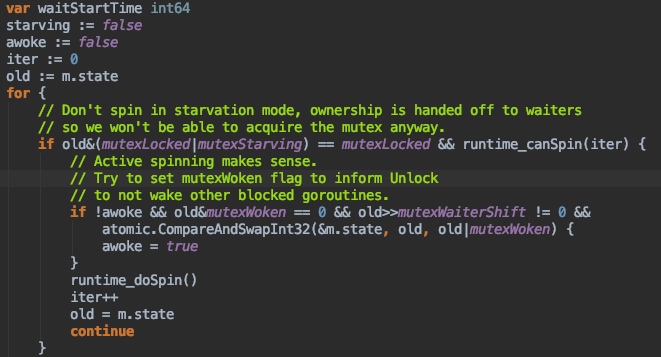 var waitStartTime int64
starving := false
awoke := false
iter := 0
old := m.state
for {
    // Don't spin in starvation mode, ownership is handed off to waiters
    // so we won't be able to acquire the mutex anyway.
    if old&(mutexLocked|mutexStarving) == mutexLocked && runtime_canSpin(iter) {
        // Active spinning makes sense.
        // Try to set mutexWoken flag to inform Unlock
        // to not wake other blocked goroutines.
        if !awoke && old&mutexWoken == 0 && old>>mutexWaiterShift != 0 &&
            atomic.CompareAndSwapInt32(&m.state, old, old|mutexWoken) {
            awoke = true
        }
        runtime_doSpin()
        iter++
        old = m.state
        continue
    }